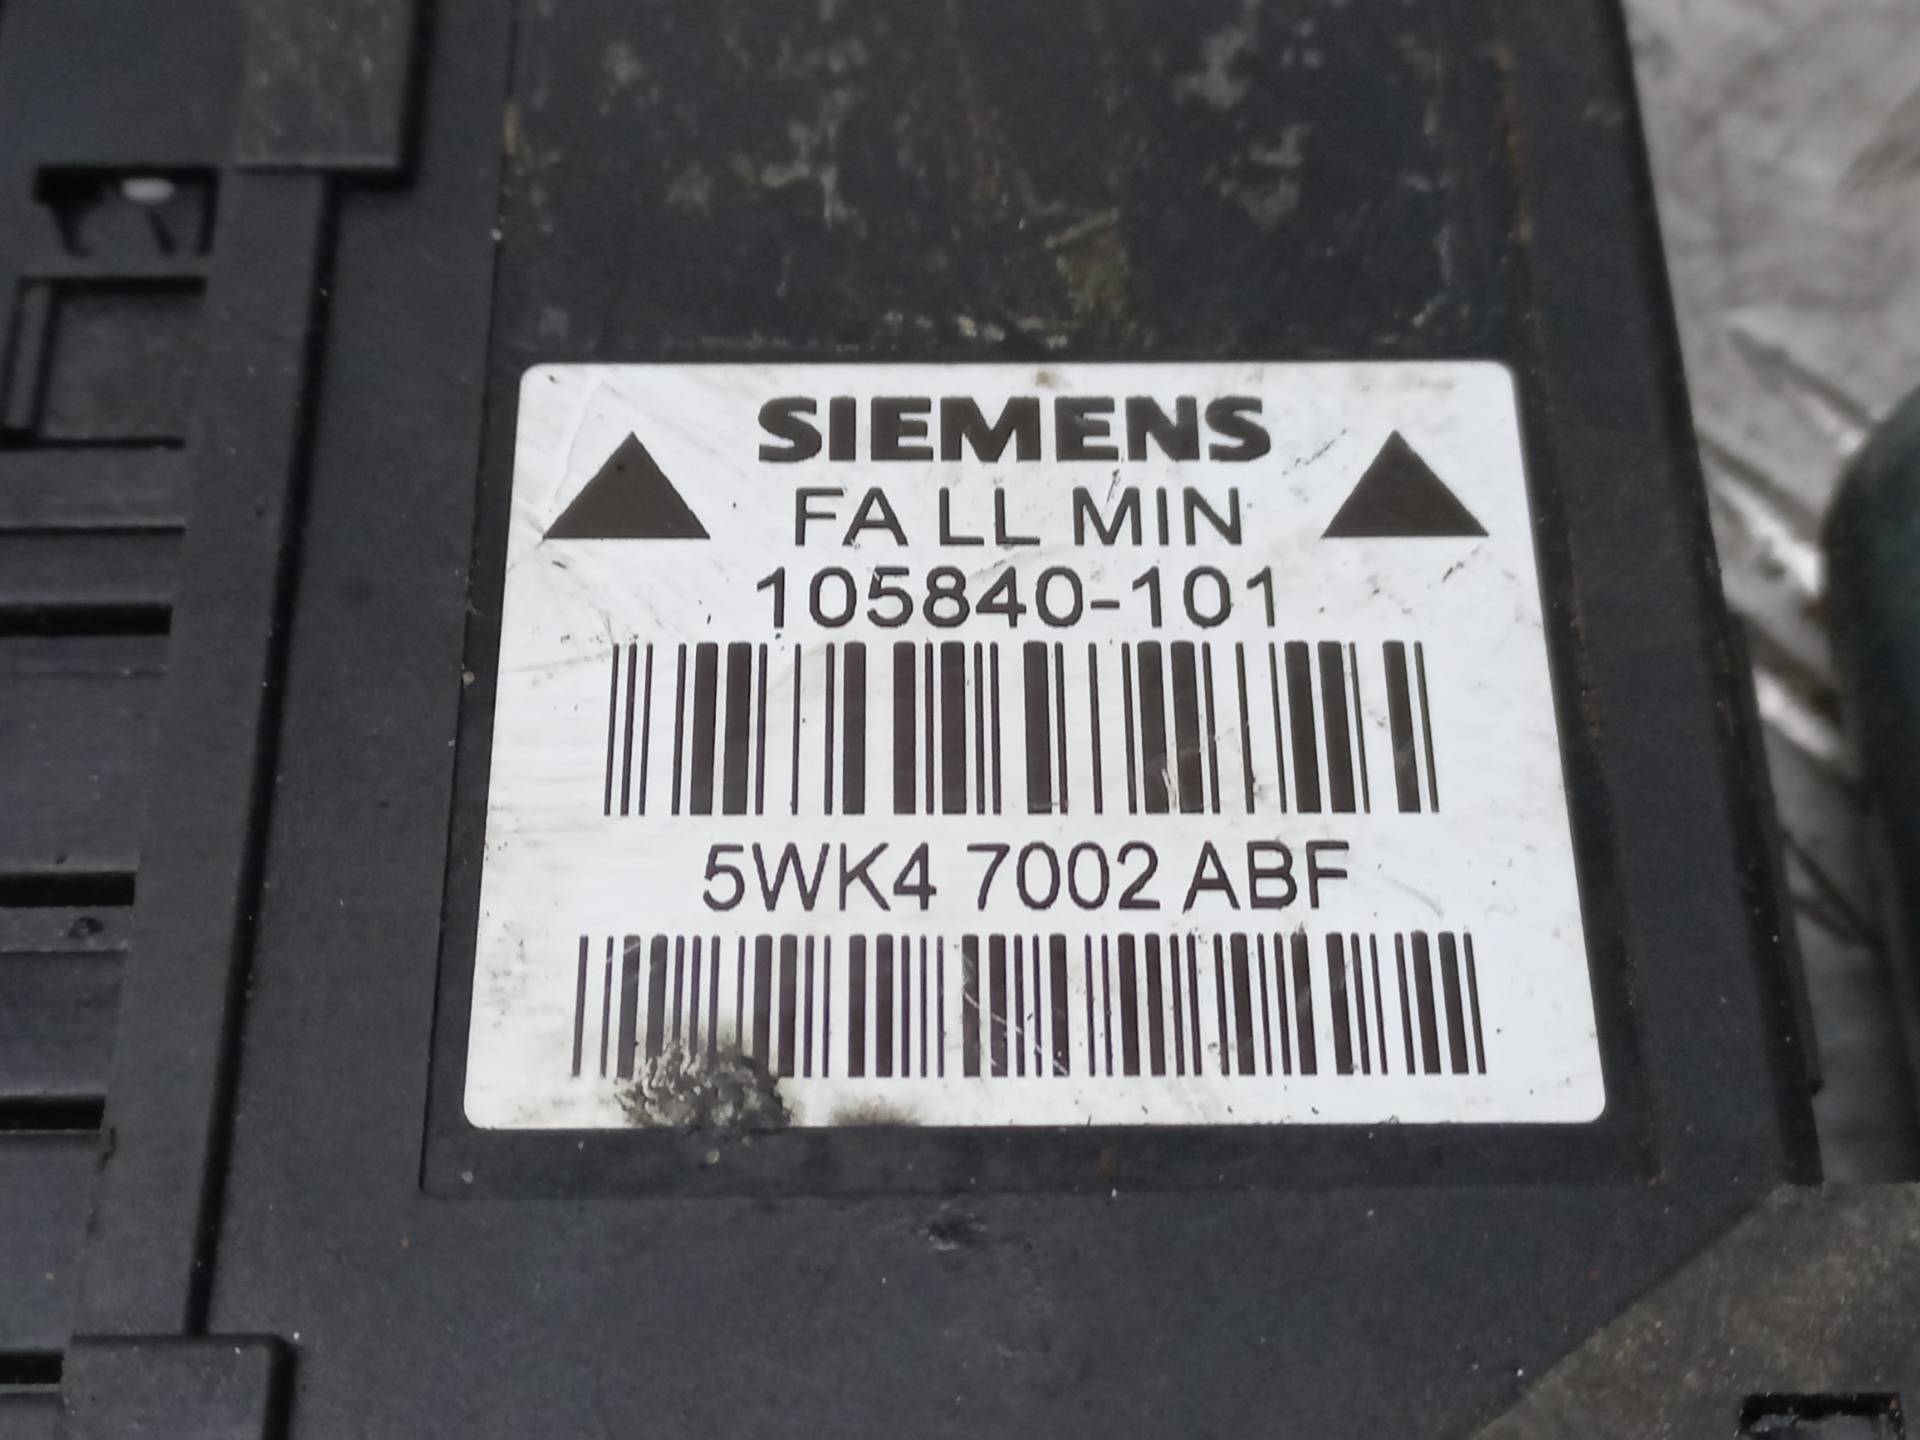 SIEMENS
FA LL MIN
105840-101
5WK4 7002 ABF